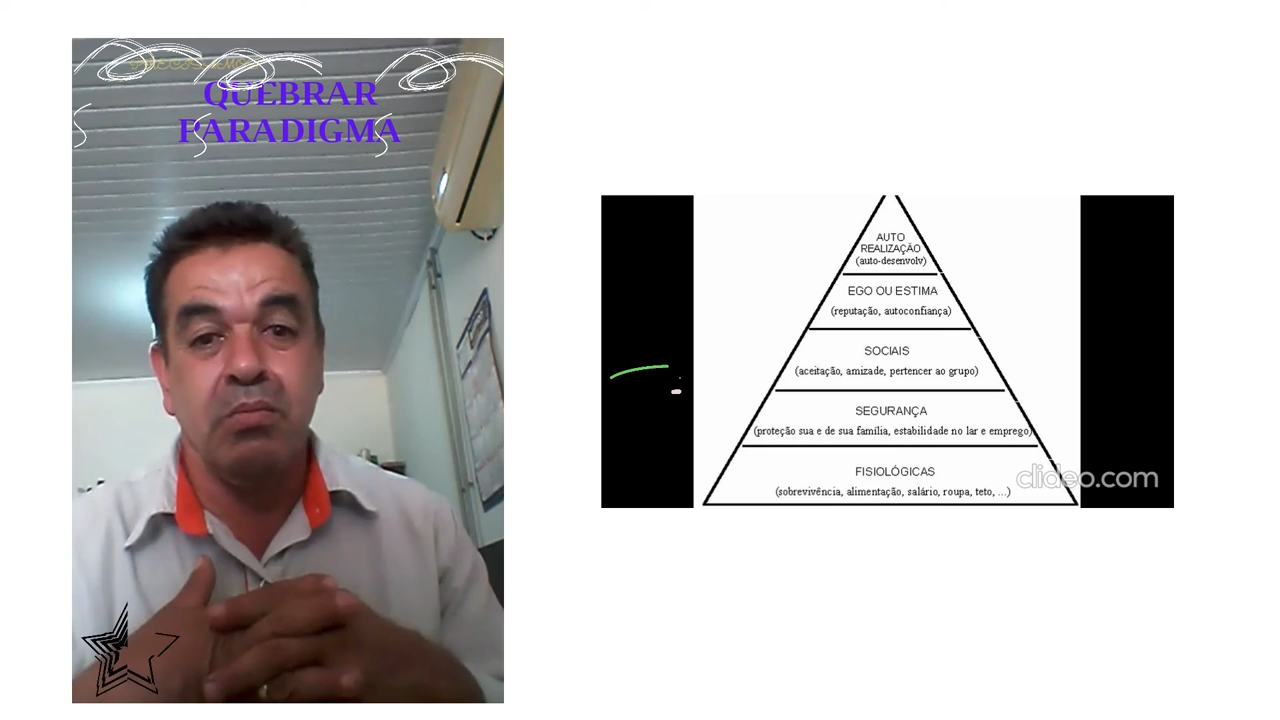 QUEBRAR
PARADIGMA
AUTO
REALIZAÇÃO
(auto-desenvolv)
EGO OU ESTIMA
(reputação, autoconfiança)
SOCIAIS
(aceitação, amizade, pertencer ao grupo)
SEGURANÇA
(proteção sua e de sua família, estabilidade no lar e emprego)
FISIOLÓGICAS
(sobrevivência, alimentação, salário, roupa, teto, ...)
clideo.com